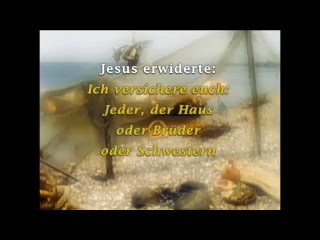 Jesus erwiderte:
Ich versichere euch:
Jeder, der Haus
oder Brüder
oder Schwestern